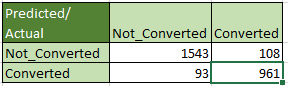 Predicted/
Actual Not_Converted Converted
Not_Converted 1543 108
Converted 93 961